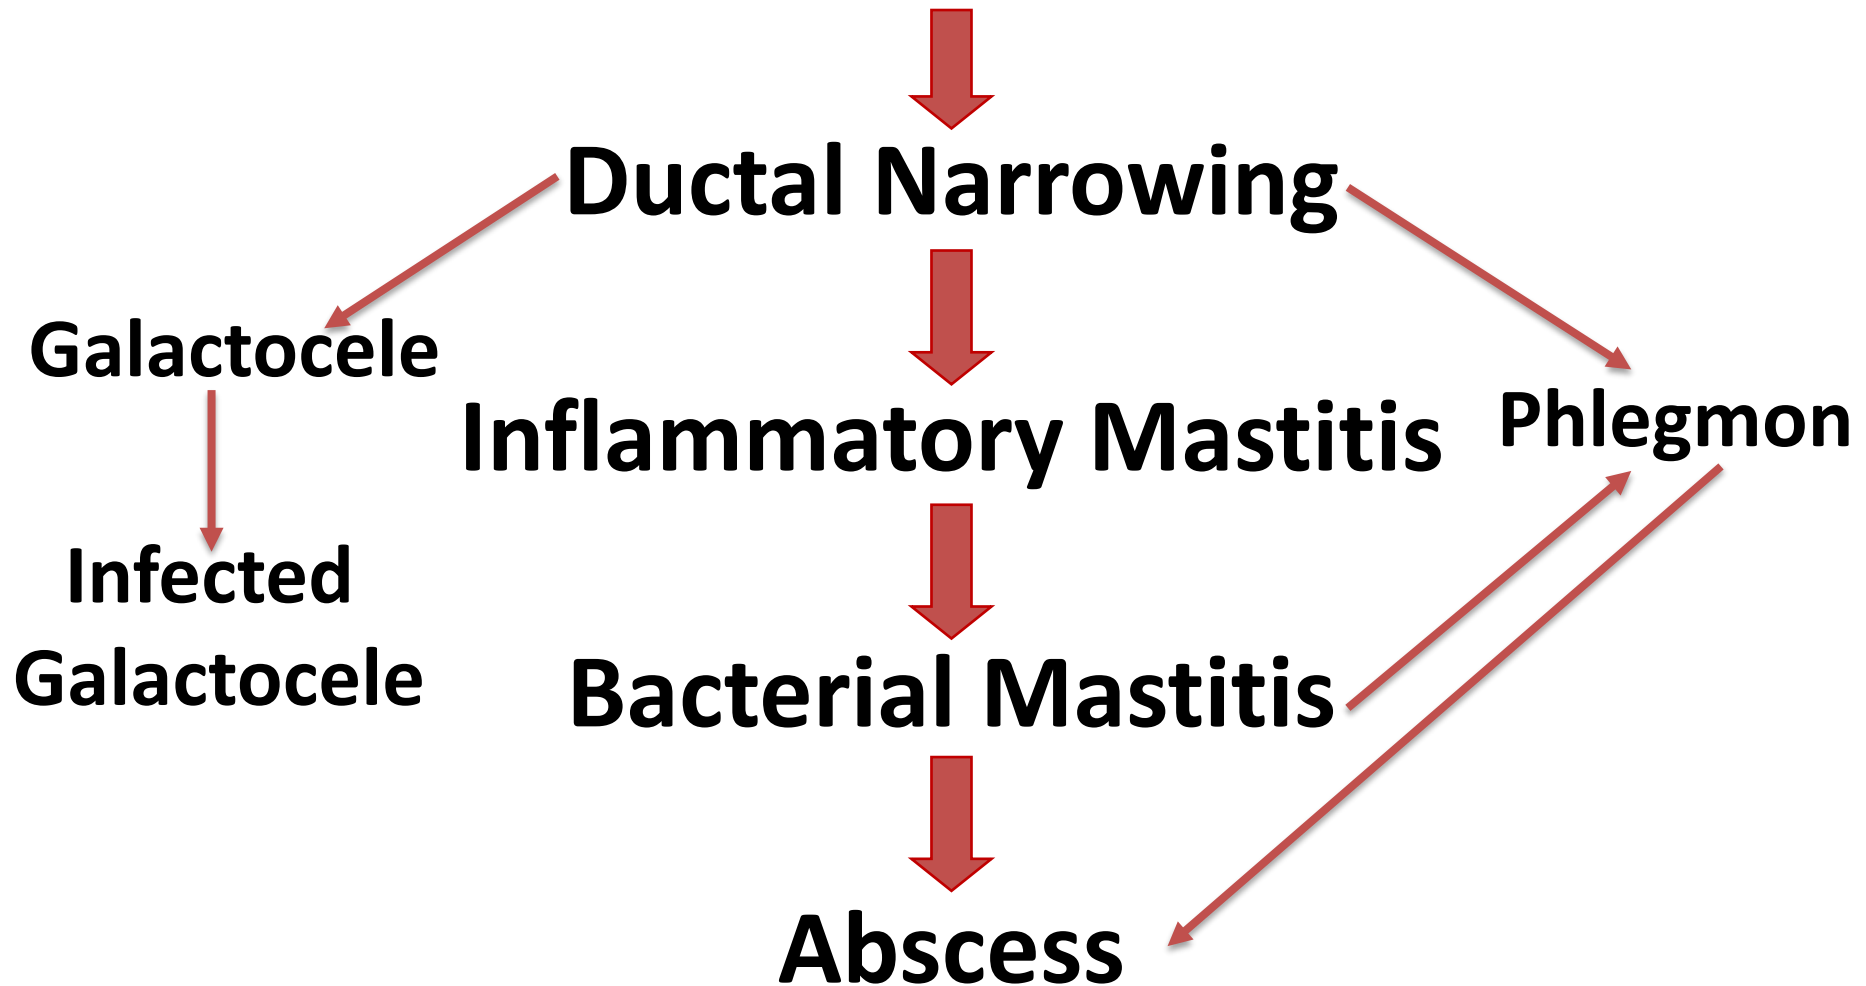 Ductal Narrowing
Galactocele
Inflammatory Mastitis
Phlegmon
Infected
Galactocele
Bacterial Mastitis
Abscess